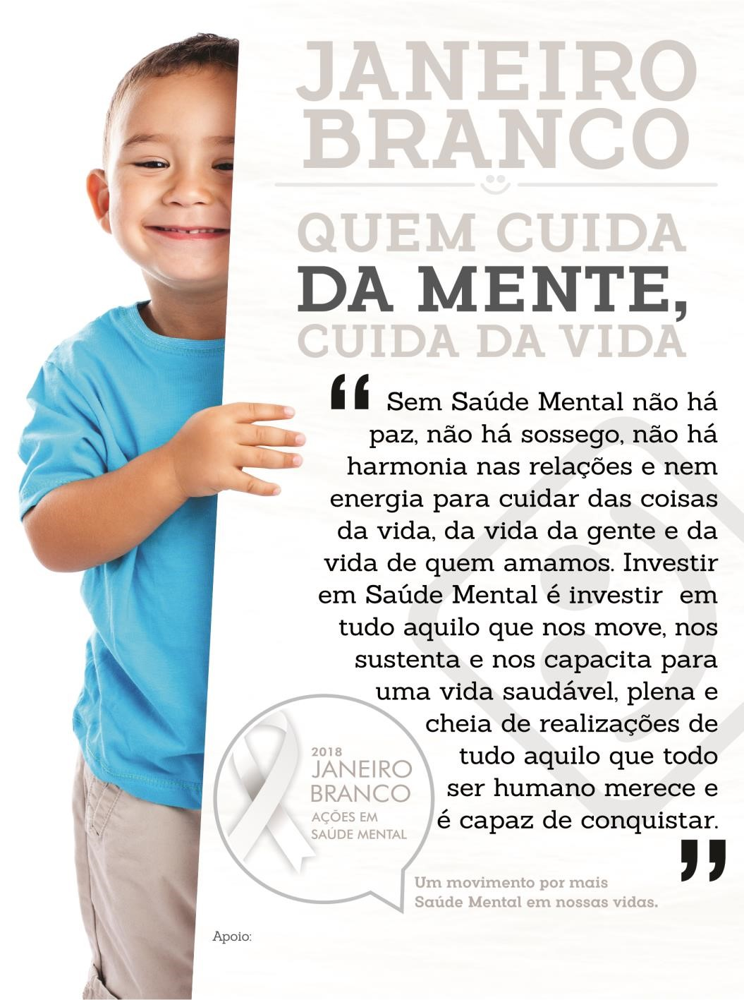 JANEIRO
BRANCO
QUEM CUIDA
DA MENTE,
CUIDA DA VIDA
“ Sem Saúde Mental não há
paz, não há sossego, não há
harmonia nas relações e nem
energia para cuidar das coisas
da vida, da vida da gente e da
vida de quem amamos. Investir
em Saúde Mental é investir em
tudo aquilo que nos move, nos
sustenta e nos capacita para
uma vida saudável, plena e
cheia de realizações de
tudo aquilo que todo
ser humano merece e
é capaz de conquistar.
”
2018
JANEIRO
BRANCO
AÇÕES EM
SAÚDE MENTAL
Um movimento por mais
Saúde Mental em nossas vidas.
Apoio: